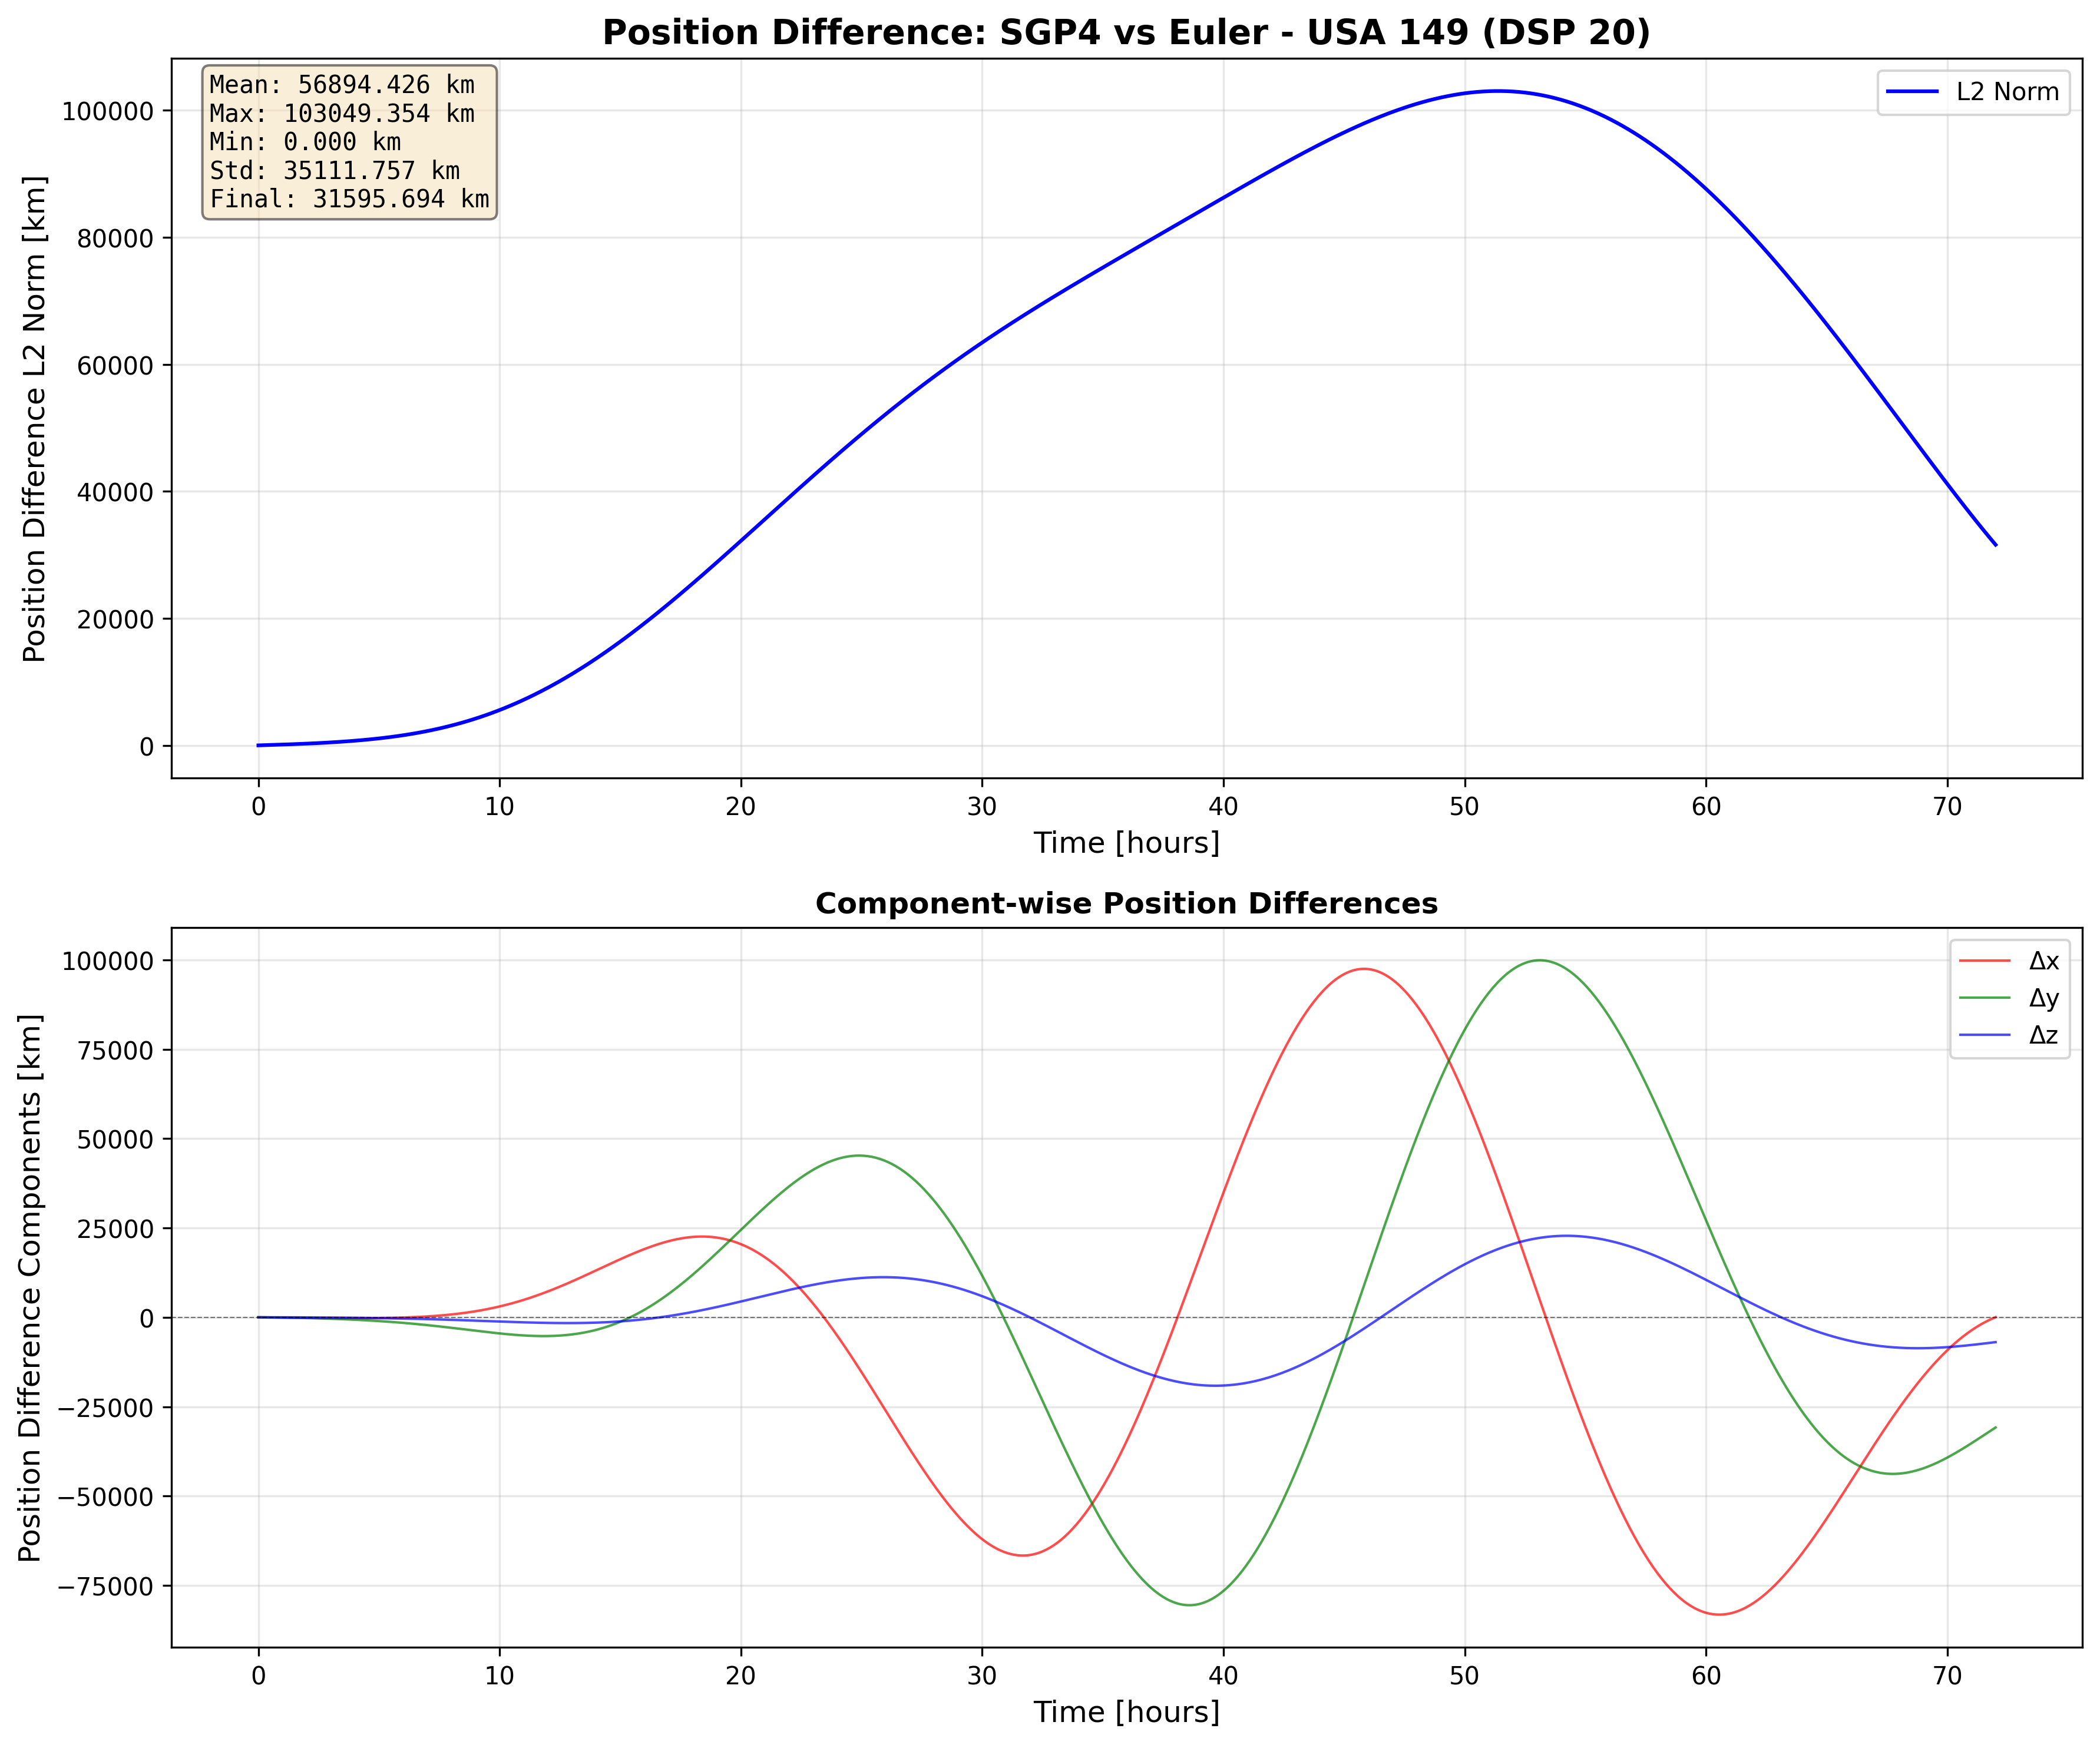 Position Difference: SGP4 vs Euler - USA 149 (DSP 20)
Mean: 56894.426 km
Max: 103049.354 km
Min: 0.000 km
Std: 35111.757 km
Final: 31595.694 km
L2 Norm
Position Difference L2 Norm [km]
100000
80000
60000
40000
20000
0
0 10 20 30 40 50 60 70
Time [hours]
Component-wise Position Differences
Δx
Δy
Δz
Position Difference Components [km]
100000
75000
50000
25000
0
−25000
−50000
−75000
0 10 20 30 40 50 60 70
Time [hours]